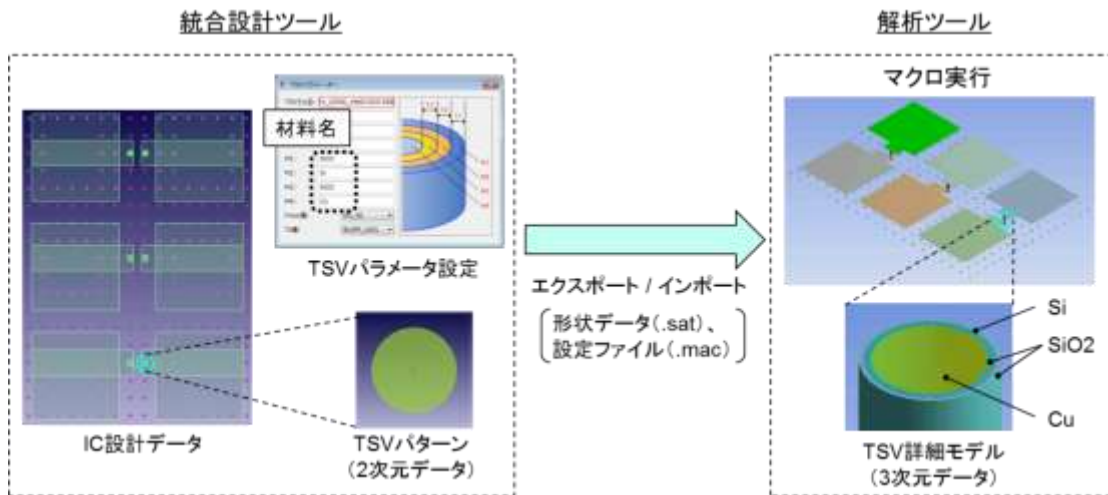 統合設計ツール
解析ツール
マクロ実行
材料名
TSVパラメータ設定
エクスポート / インポート
形状データ(.sat)、
設定ファイル(.mac)
Si
SiO2
Cu
IC設計データ
TSVパターン
(2次元データ)
TSV詳細モデル
(3次元データ)